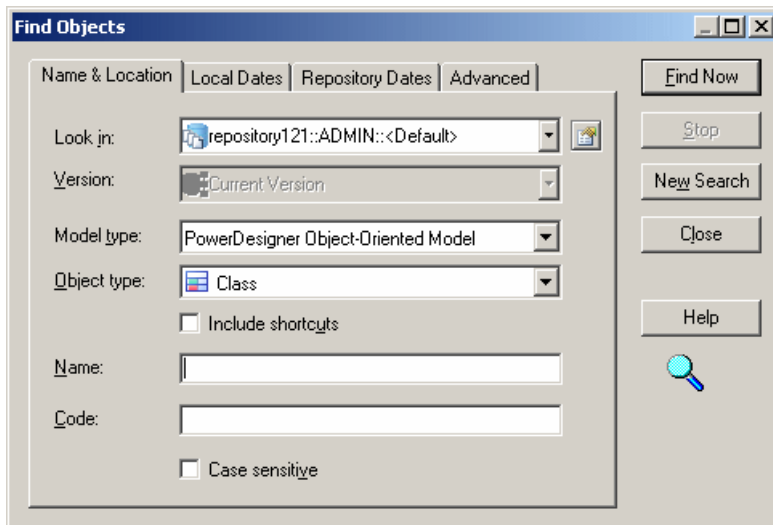 Find Objects
Name & Location Local Dates Repository Dates Advanced
Find Now
Look in: repository121::ADMIN::<Default>
Stop
Version: Current Version
New Search
Model type: PowerDesigner Object-Oriented Model
Close
Object type: Class
Include shortcuts
Help
Name:
Code:
Case sensitive